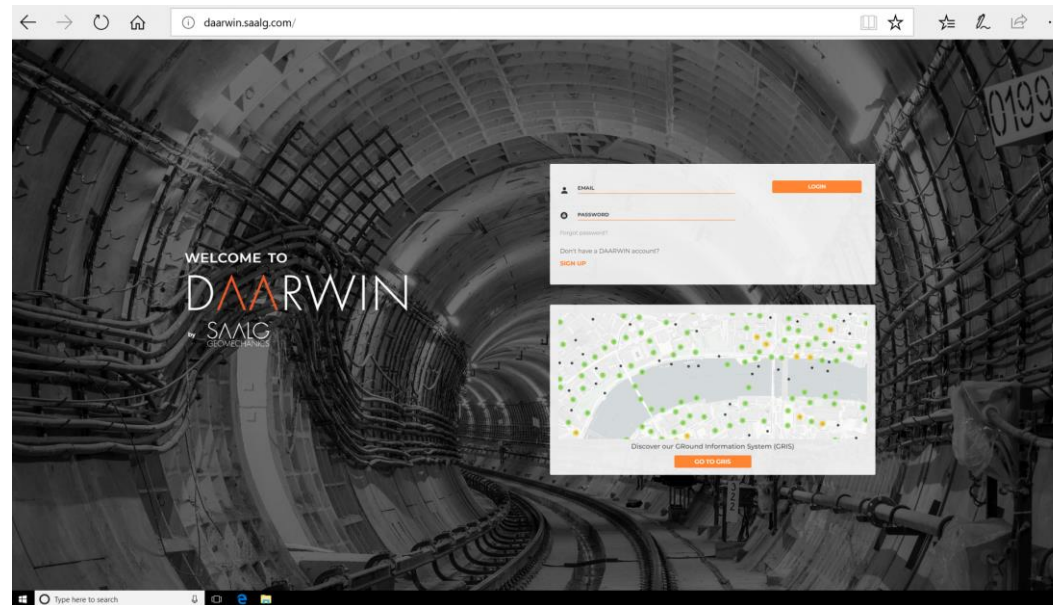 daarwin.saalg.com/
0199
WELCOME TO
DAARWIN
by SAALG
GEOMECHANICS
EMAIL
LOGIN
PASSWORD
Forgot password?
Don't have a DAARWIN account?
SIGN UP
Discover our GRound Information System (GRIS)
GO TO GRIS
Type here to search